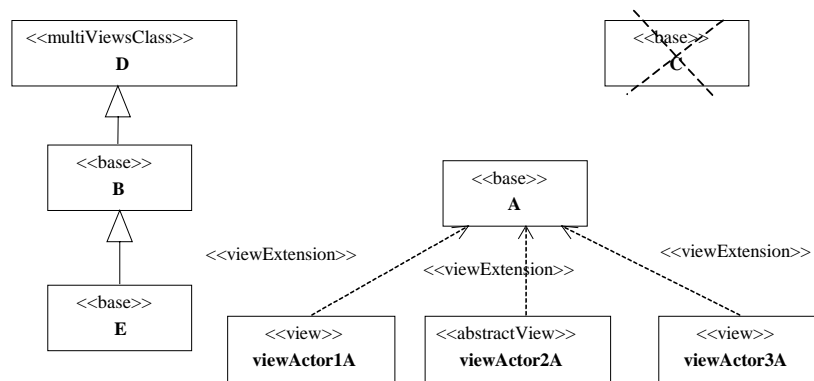 <<multiViewsClass>>
D
<<base>>
C
<<base>>
B
<<base>>
A
<<viewExtension>>
<<viewExtension>>
<<viewExtension>>
<<base>>
E
<<view>>
viewActor1A
<<abstractView>>
viewActor2A
<<view>>
viewActor3A